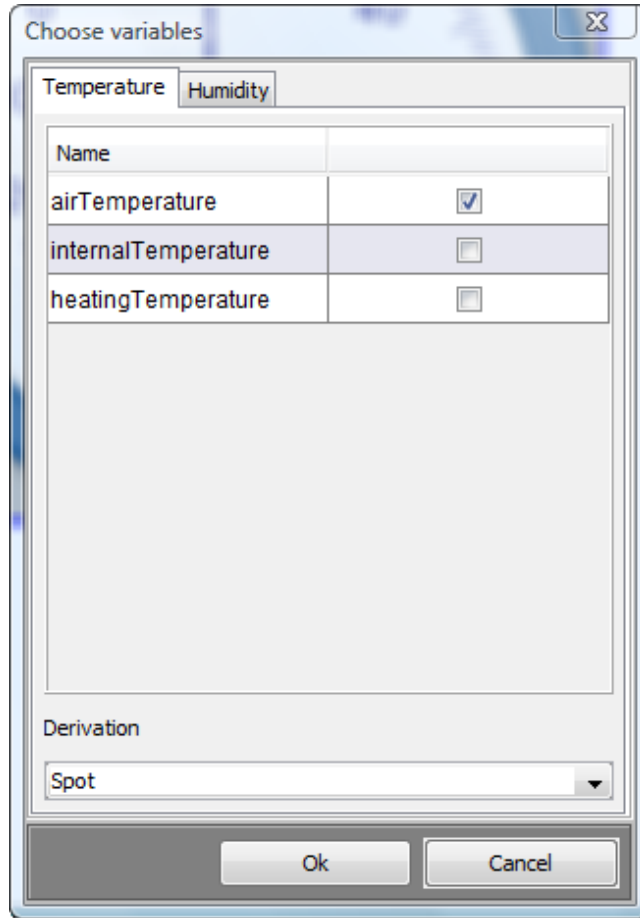 Choose variables
Temperature Humidity
Name
airTemperature
internalTemperature
heatingTemperature
Derivation
Spot
Ok Cancel